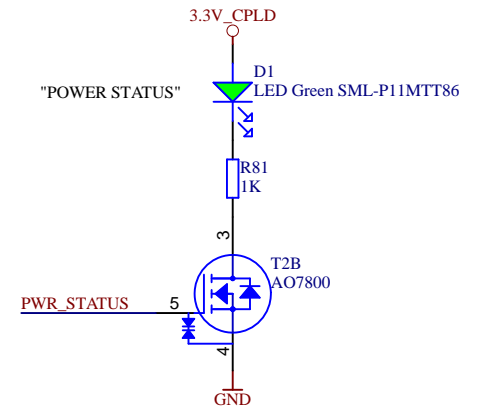 3.3V_CPLD
D1
"POWER STATUS"
LED Green SML-P11MTT86
R81
1K
3
T2B
AO7800
PWR_STATUS
5
4
GND